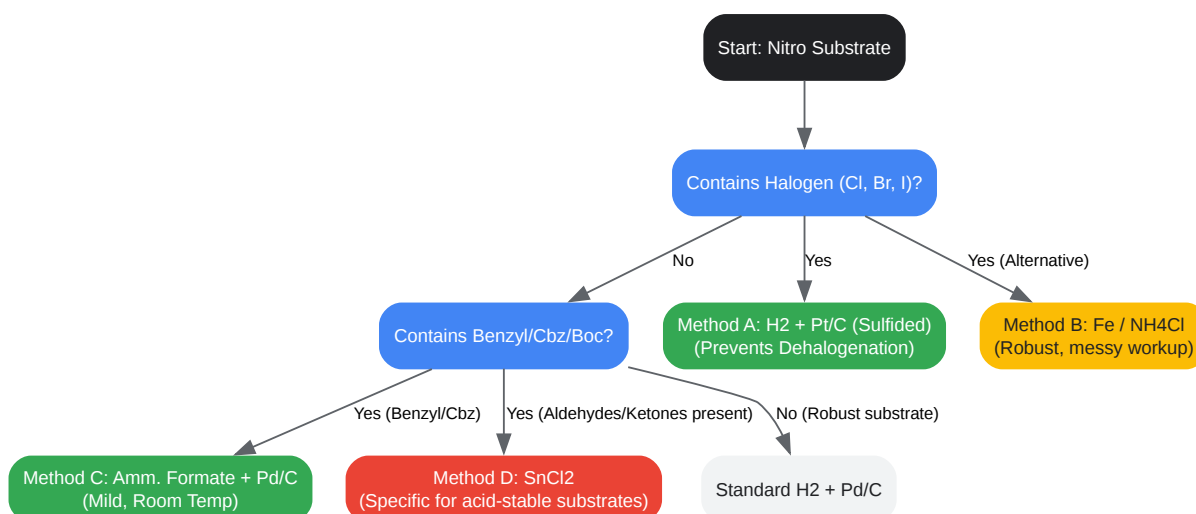 Start: Nitro Substrate
Contains Halogen (Cl, Br, I)?
No
Yes
Yes (Alternative)
Contains Benzyl/Cbz/Boc?
Method A: H2 + Pt/C (Sulfided)
(Prevents Dehalogenation)
Method B: Fe / NH4Cl
(Robust, messy workup)
Yes (Benzyl/Cbz)
Yes (Aldehydes/Ketones present)
No (Robust substrate)
Method C: Amm. Formate + Pd/C
(Mild, Room Temp)
Method D: SnCl2
(Specific for acid-stable substrates)
Standard H2 + Pd/C